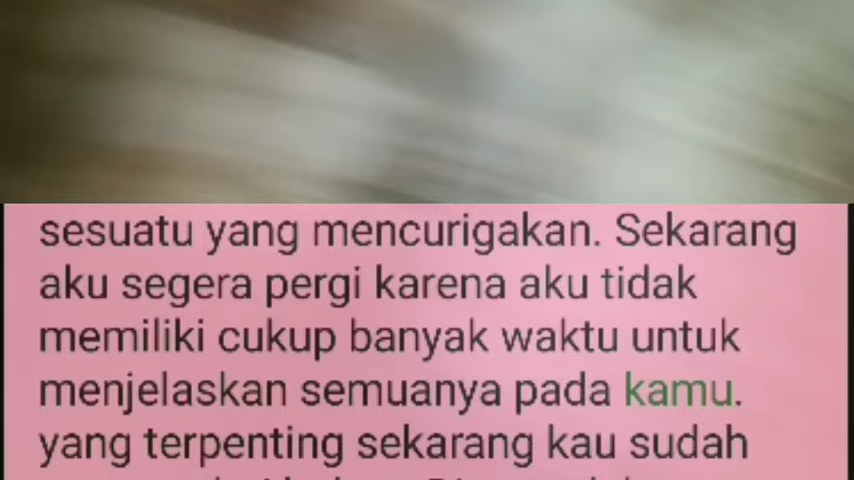 sesuatu yang mencurigakan. Sekarang
aku segera pergi karena aku tidak
memiliki cukup banyak waktu untuk
menjelaskan semuanya pada kamu.
yang terpenting sekarang kau sudah